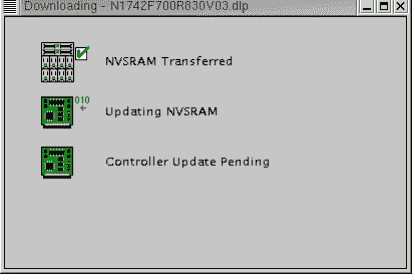 Downloading - N1742F700R830V03.dlp
NVSRAM Transferred
010
Updating NVSRAM
Controller Update Pending